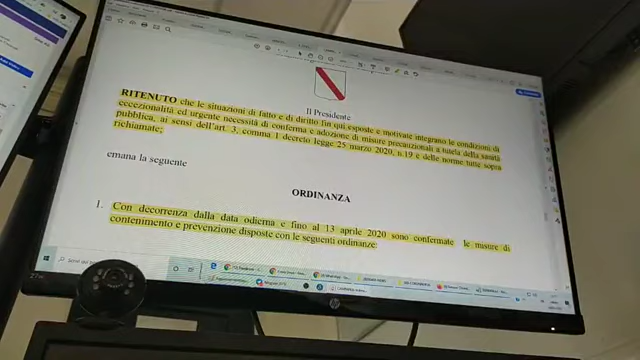 Il Presidente
RITENUTO che le situazioni di fatto e di diritto fin qui esposte e motivate integrano le condizioni di
eccezionalità ed urgente necessità di conferma e adozione di misure precauzionali a tutela della sanità
pubblica, ai sensi dell'art. 3, comma 1 decreto legge 25 marzo 2020, n.19 e delle norme tutte sopra
richiamate;
emana la seguente
ORDINANZA
1. Con decorrenza dalla data odierna e fino al 13 aprile 2020 sono confermate le misure di
contenimento e prevenzione disposte con le seguenti ordinanze:
hp